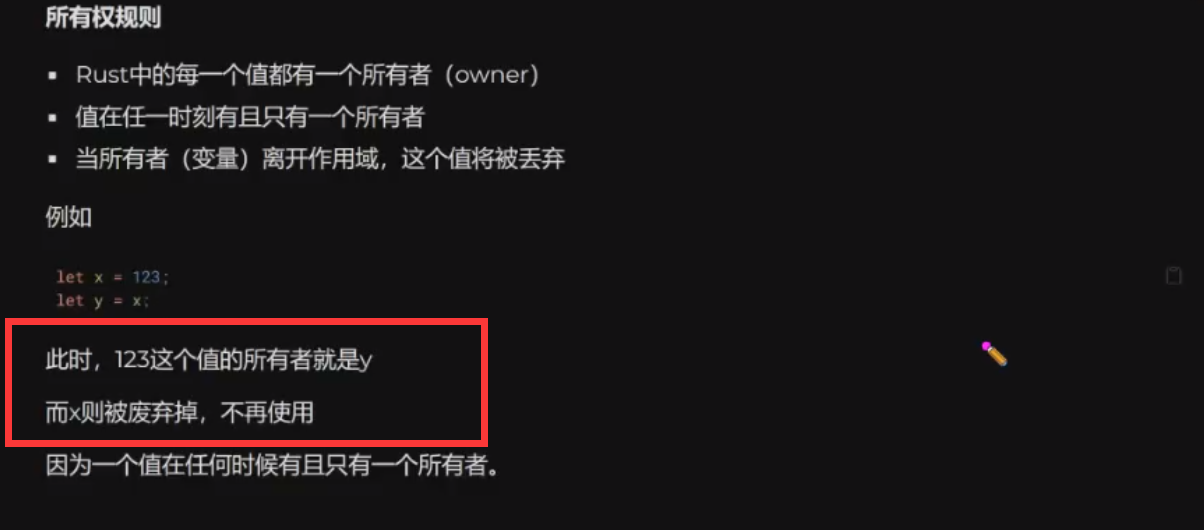 所有权规则
▪ Rust中的每一个值都有一个所有者（owner）
▪ 值在任一时刻有且只有一个所有者
▪ 当所有者（变量）离开作用域，这个值将被丢弃
例如
let x = 123;
let y = x;
此时，123这个值的所有者就是y
而x则被废弃掉，不再使用
因为一个值在任何时候有且只有一个所有者。